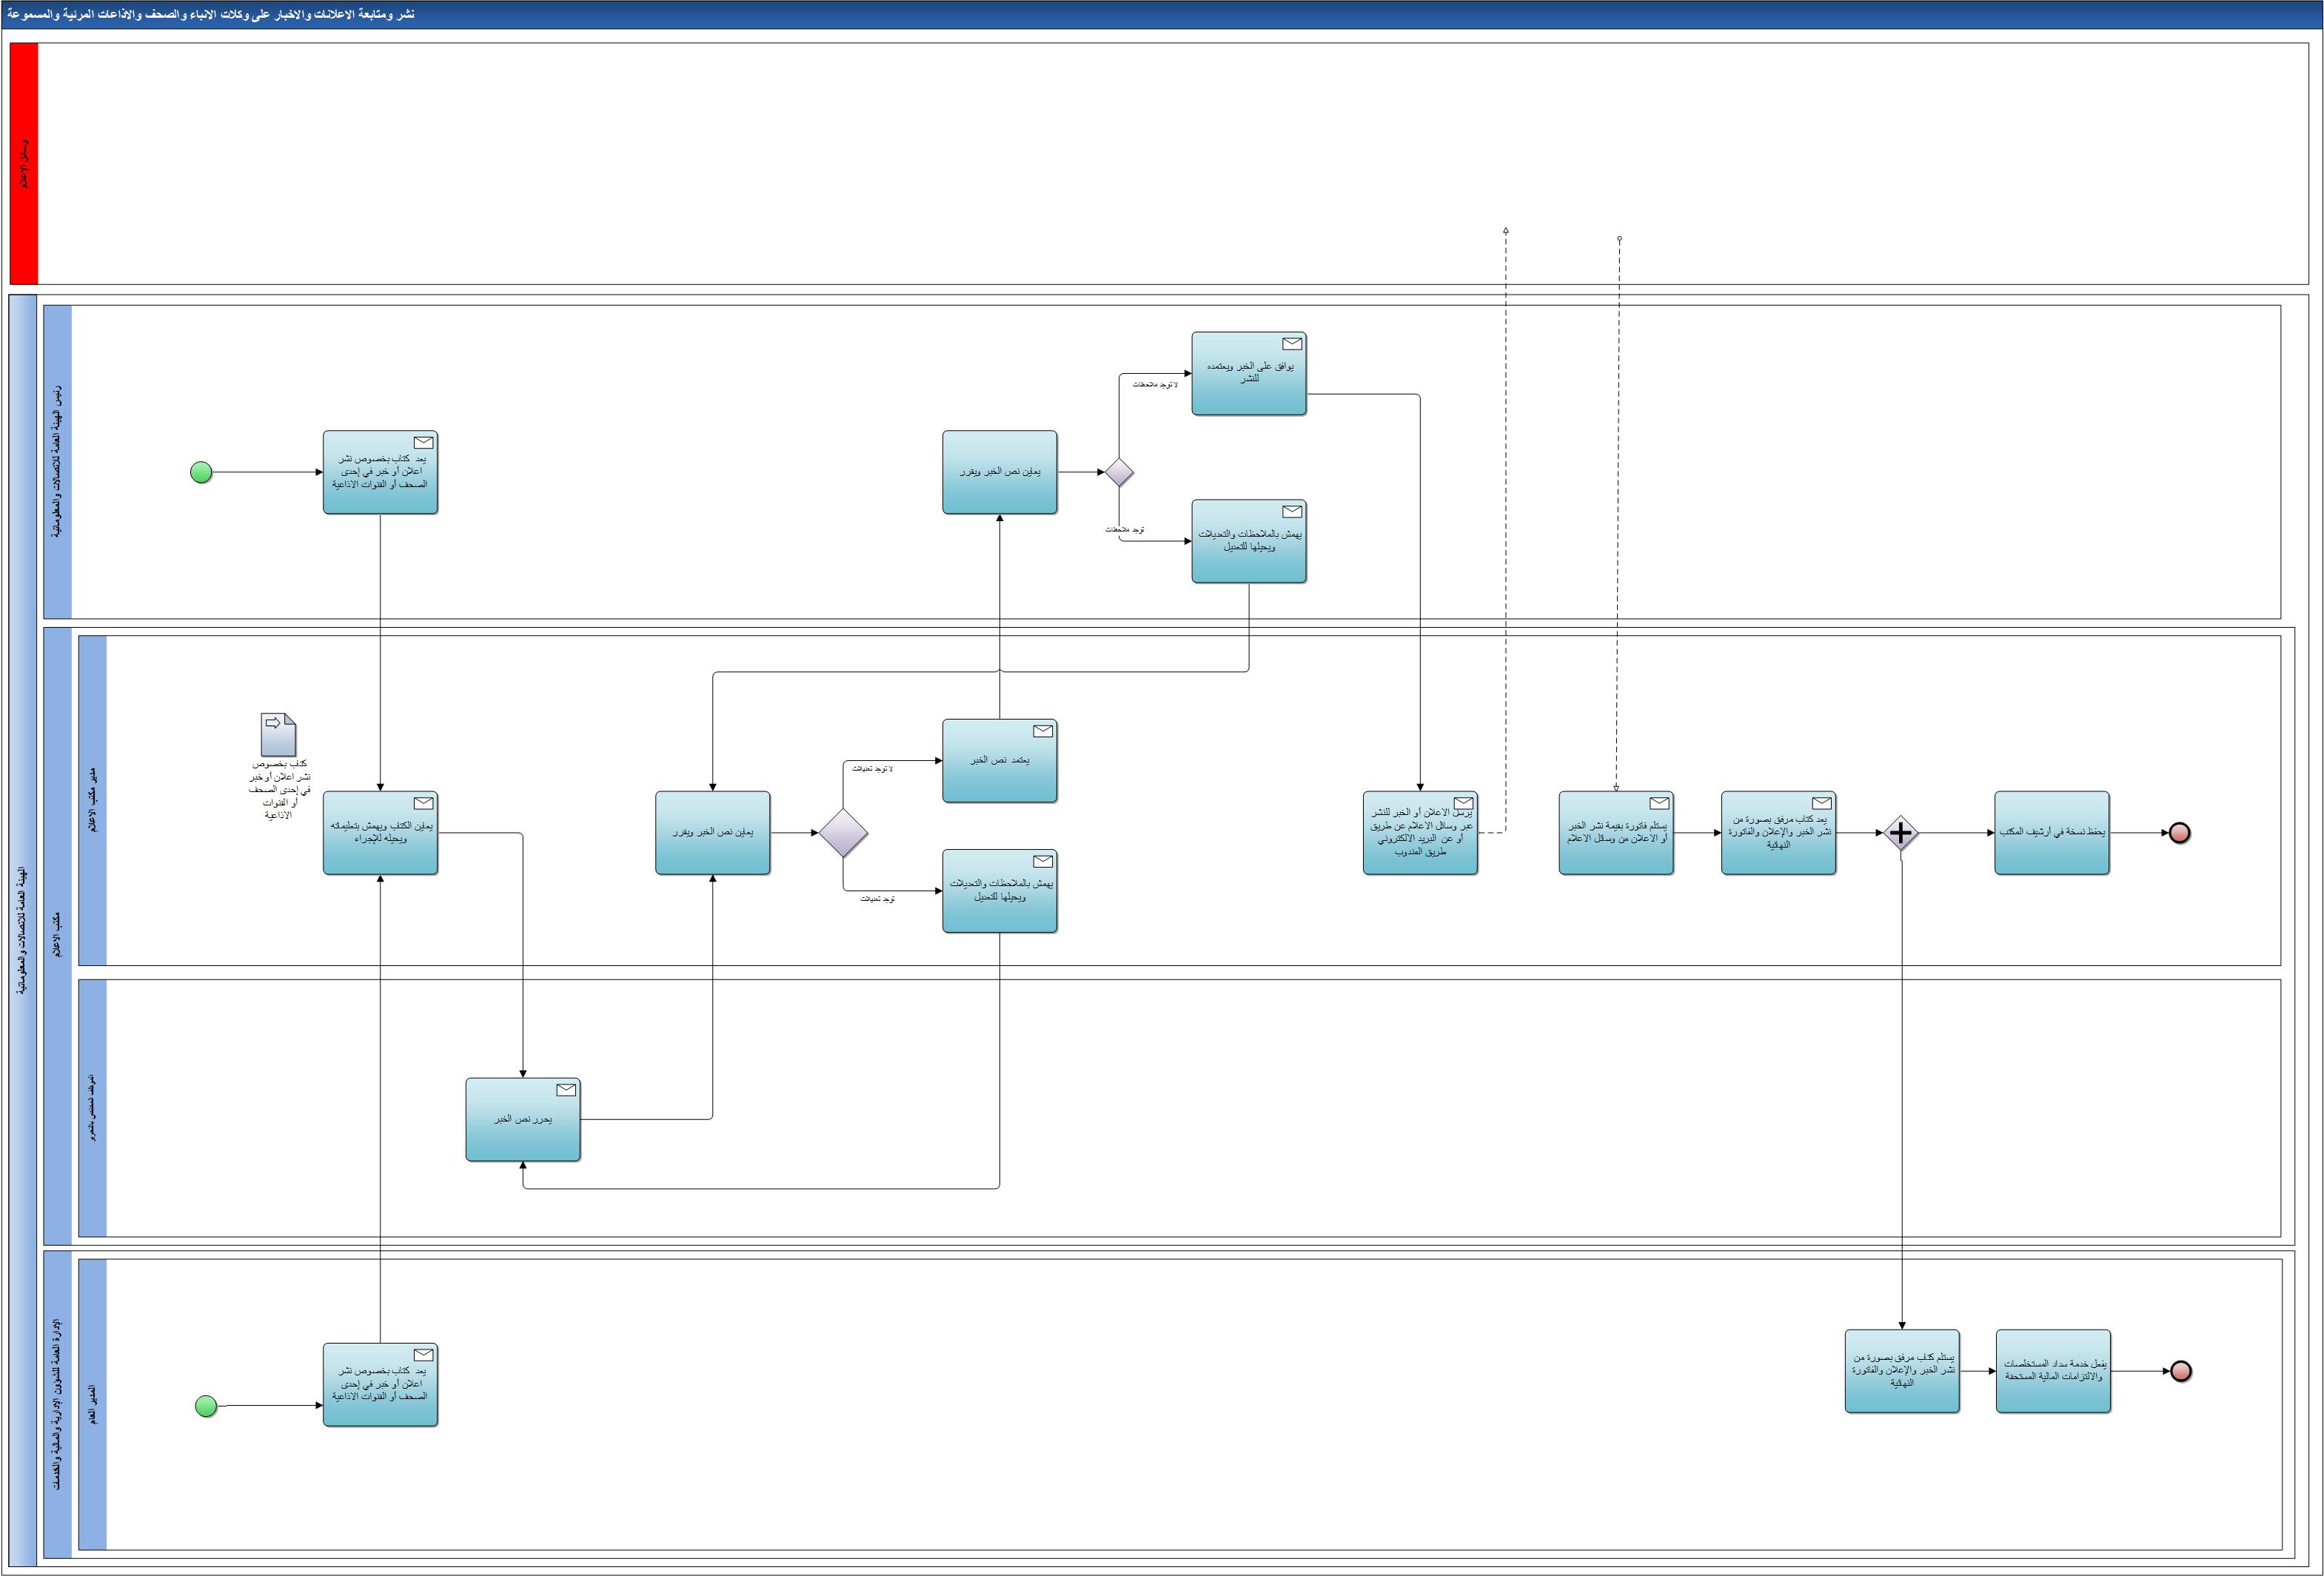 نشر ومتابعة الاعلانات والاخبار على وكلات الانباء والصحف والاذاعات المرئية والمسموعة
وسائل الاعلام
الهيئة العامة للاتصالات والمعلوماتية
رئيس الهيئة العامة للاتصالات والمعلوماتية
يعد كتاب بخصوص نشر
اعلان أو خبر في إحدى
الصحف أو القنوات الاذاعية
يعاين نص الخبر ويقرر
لا توجد ملاحظات
توجد ملاحظات
يوافق على الخبر ويعتمده
للنشر
يهمش بالملاحظات والتعديلات
ويحيلها للتعديل
مكتب الاعلام
مدير مكتب الاعلام
كتاب بخصوص
نشر اعلان أو خبر
في إحدى الصحف
أو القنوات
الاذاعية
يعاين الكتاب ويهمش بتعليماته
ويحيله للإجراء
يعاين نص الخبر ويقرر
لا توجد تعديلات
توجد تعديلات
يعتمد نص الخبر
يهمش بالملاحظات والتعديلات
ويحيلها للتعديل
يرسل الاعلان أو الخبر للنشر
عبر وسائل الاعلام عن طريق
أو عن البريد الالكتروني
طريق المندوب
يستلم فاتورة بقيمة نشر الخبر
أو الاعلان من وسائل الاعلام
يعد كتاب مرفق بصورة من
نشر الخبر والإعلان والفاتورة
النهائية
يحفظ نسخة في أرشيف المكتب
الموظف المختص بالتحرير
يحرر نص الخبر
الإدارة العامة للشؤون الإدارية والمالية والخدمات
المدير العام
يعد كتاب بخصوص نشر
اعلان أو خبر في إحدى
الصحف أو القنوات الاذاعية
يستلم كتاب مرفق بصورة من
نشر الخبر والإعلان والفاتورة
النهائية
يفعل خدمة سداد المستخلصات
والالتزامات المالية المستحقة